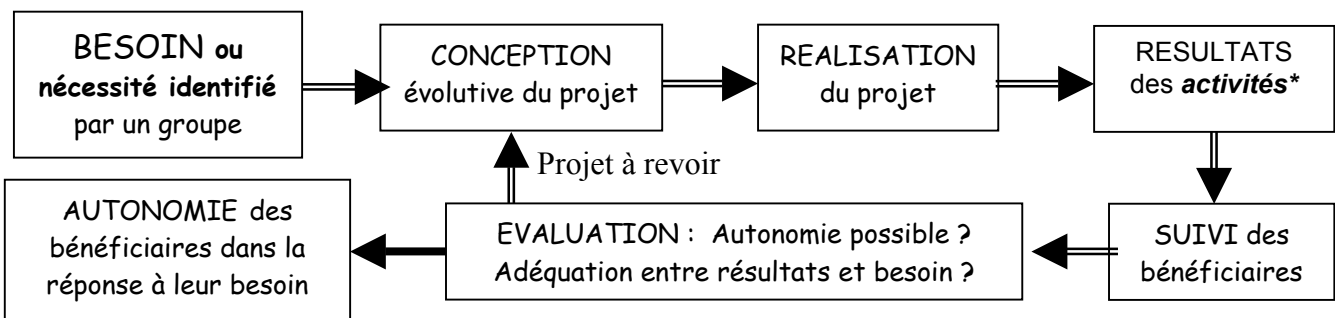 BESOIN ou
nécessité identifié
par un groupe
CONCEPTION
évolutive du projet
REALISATION
du projet
RESULTATS
des activités*
Projet à revoir
AUTONOMIE des
bénéficiaires dans la
réponse à leur besoin
EVALUATION : Autonomie possible ?
Adéquation entre résultats et besoin ?
SUIVI des
bénéficiaires